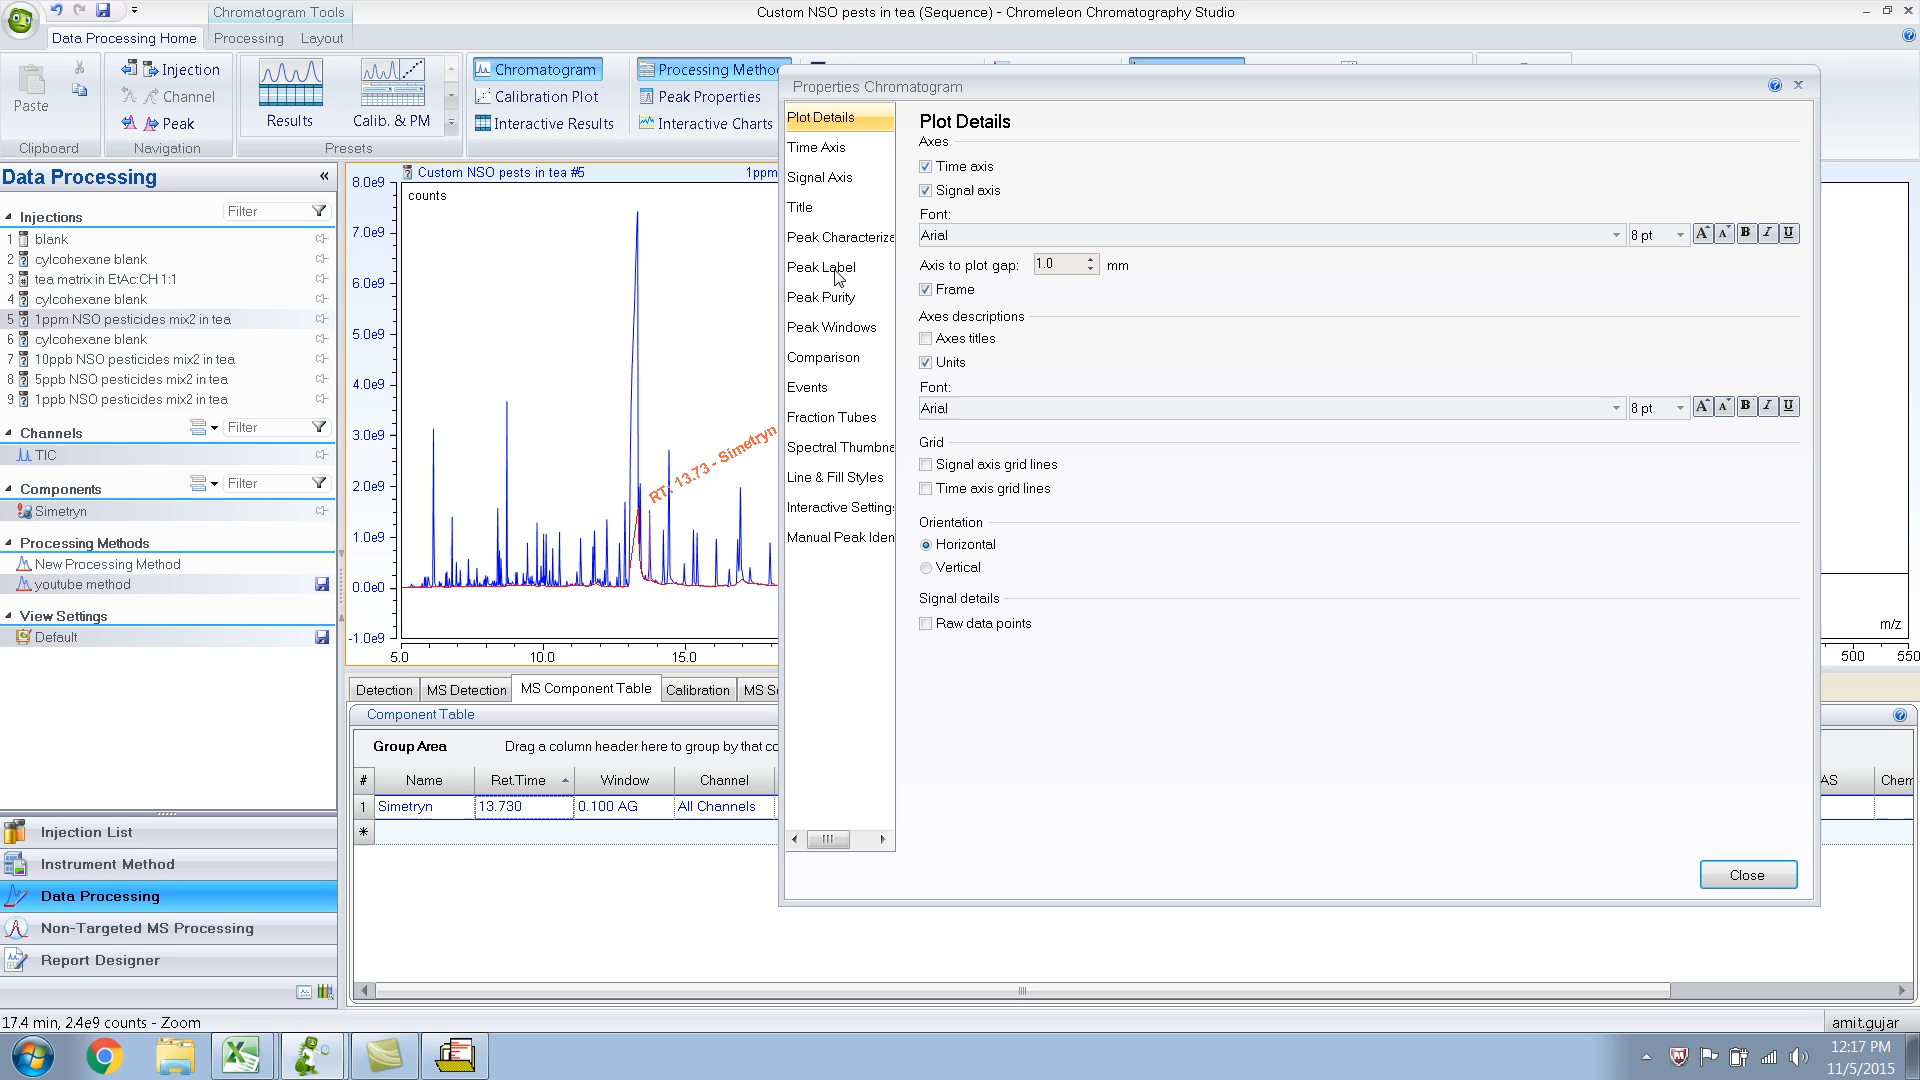 Chromatogram Tools
Custom NSO pests in tea (Sequence) - Chromeleon Chromatography Studio
Data Processing Home
Processing
Layout
Paste
Injection
Channel
Peak
Results
Calib. & PM
Chromatogram
Calibration Plot
Interactive Results
Processing Metho
Peak Properties
Interactive Charts
Clipboard
Navigation
Presets
Data Processing
Injections
Filter
1 blank
2 cylcohexane blank
3 tea matrix in EtAc:CH 1:1
4 cylcohexane blank
5 1ppm NSO pesticides mix2 in tea
6 cylcohexane blank
7 10ppb NSO pesticides mix2 in tea
8 5ppb NSO pesticides mix2 in tea
9 1ppb NSO pesticides mix2 in tea
Channels
Filter
TIC
Components
Filter
Simetryn
Processing Methods
New Processing Method
youtube method
View Settings
Default
Injection List
Instrument Method
Data Processing
Non-Targeted MS Processing
Report Designer
Custom NSO pests in tea #5
1ppm
counts
8.0e9
7.0e9
6.0e9
5.0e9
4.0e9
3.0e9
2.0e9
1.0e9
0.0e0
-1.0e9
5.0
10.0
15.0
RT: 13.73 - Simetryn
Detection
MS Detection
MS Component Table
Calibration
Component Table
Group Area
Drag a column header here to group by that co
# Name Ret.Time Window Channel
1 Simetryn 13.730 0.100 AG All Channels
Properties Chromatogram
Plot Details
Time Axis
Signal Axis
Title
Peak Characteriza
Peak Label
Peak Purity
Peak Windows
Comparison
Events
Fraction Tubes
Spectral Thumbna
Line & Fill Styles
Interactive Settings
Manual Peak Iden
Plot Details
Axes
Time axis
Signal axis
Font:
Arial
8 pt
A A B I U
Axis to plot gap: 1.0 mm
Frame
Axes descriptions
Axes titles
Units
Font:
Arial
8 pt
A A B I U
Grid
Signal axis grid lines
Time axis grid lines
Orientation
Horizontal
Vertical
Signal details
Raw data points
Close
m/z
500
550
AS
Chem
17.4 min, 2.4e9 counts - Zoom
amit.gujar
12:17 PM
11/5/2015